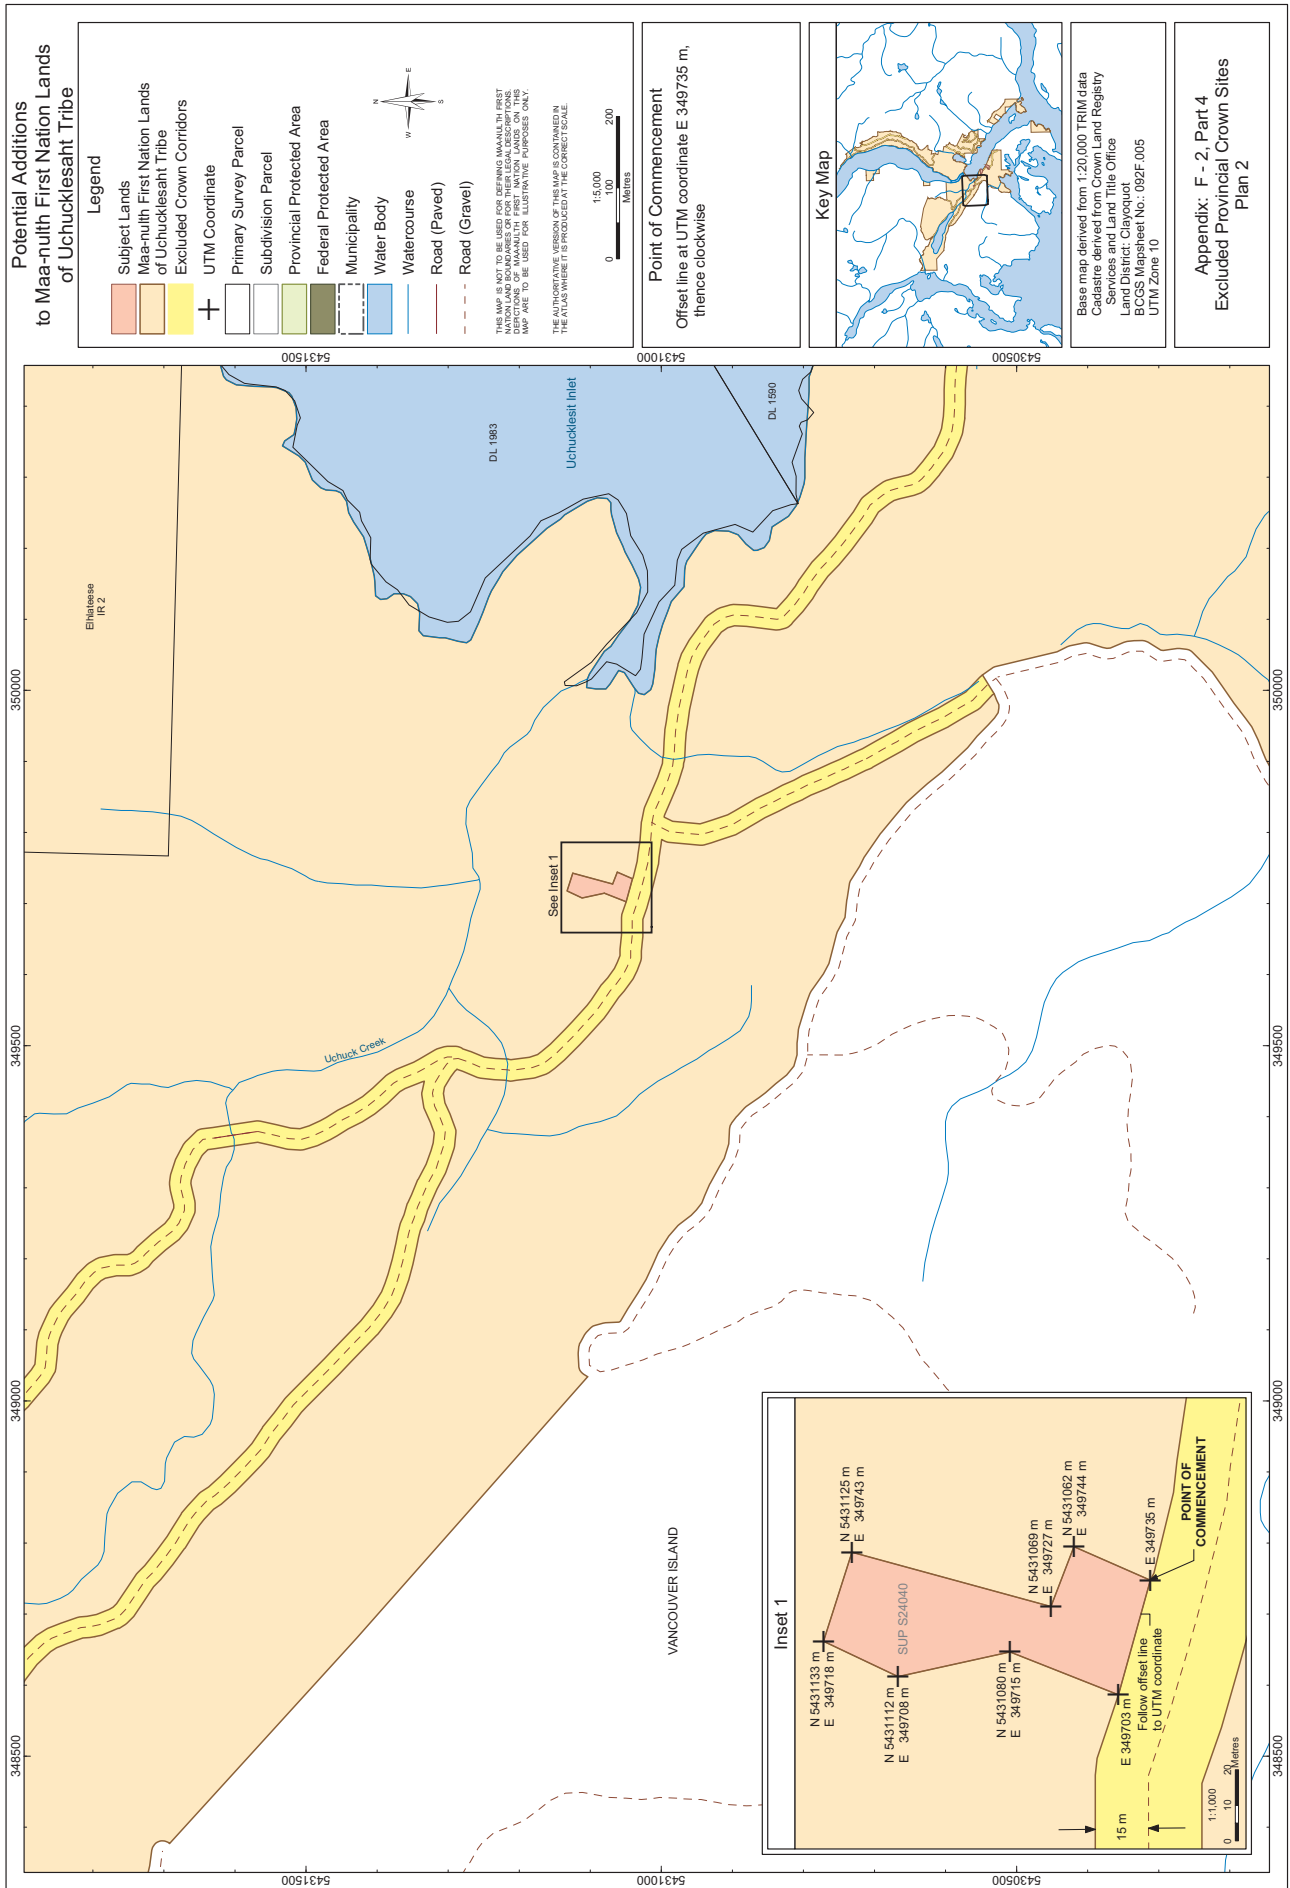 Potential Additions
to Maa-nulth First Nation Lands
of Uchucklesaht Tribe
Legend
Subject Lands
Maa-nulth First Nation Lands
of Uchucklesaht Tribe
Excluded Crown Corridors
UTM Coordinate
Primary Survey Parcel
Subdivision Parcel
Provincial Protected Area
Federal Protected Area
Municipality
Water Body
Watercourse
Road (Paved)
Road (Gravel)
N
E
S
W
THIS MAP IS NOT TO BE USED FOR DEFINING MAA-NULTH FIRST
NATION LAND BOUNDARIES OR FOR THEIR LEGAL DESCRIPTIONS.
DEPICTIONS OF MAA-NULTH FIRST NATION LANDS ON THIS
MAP ARE TO BE USED FOR ILLUSTRATIVE PURPOSES ONLY.
THE AUTHORITATIVE VERSION OF THIS MAP IS CONTAINED IN
THE ATLAS WHERE IT IS PRODUCED AT THE CORRECT SCALE.
1:5,000
0 100 200
Metres
Point of Commencement
Offset line at UTM coordinate E 349735 m,
thence clockwise
Key Map
Base map derived from 1:20,000 TRIM data
Cadastre derived from Crown Land Registry
Services and Land Title Office
Land District: Clayoquot
BCGS Mapsheet No.: 092F.005
UTM Zone 10
Appendix: F - 2, Part 4
Excluded Provincial Crown Sites
Plan 2
348500
349000
349500
350000
5431500
5431000
5430500
Elhlateese
IR 2
DL 1983
Uchucklesit Inlet
DL 1590
See Inset 1
Uchuck Creek
VANCOUVER ISLAND
348500
349000
349500
350000
5431500
5431000
5430500
Inset 1
N 5431133 m
E 349718 m
N 5431125 m
E 349743 m
N 5431112 m
E 349708 m
SUP S24040
N 5431080 m
E 349715 m
N 5431069 m
E 349727 m
N 5431062 m
E 349744 m
E 349703 m
E 349735 m
Follow offset line
to UTM coordinate
POINT OF
COMMENCEMENT
15 m
1:1,000
0 10 20
Metres